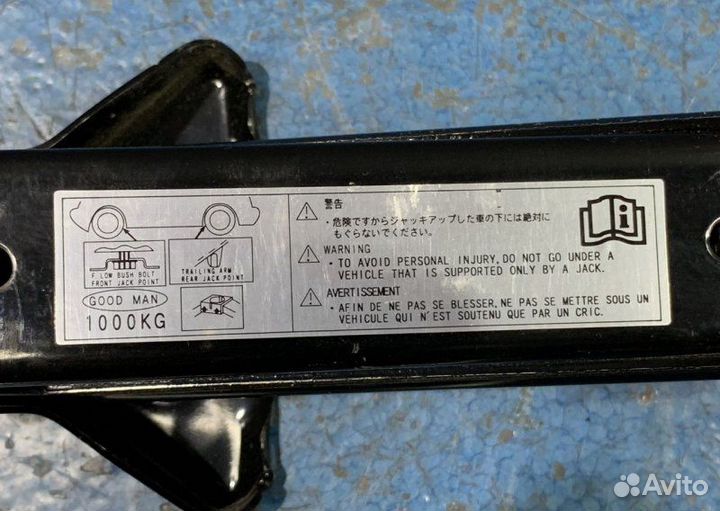 F. LOW BUSH BOLT
FRONT JACK POINT
TRAILING ARM
REAR JACK POINT
GOOD MAN
1000KG
警告
・危険ですからジャッキアップした車の下には絶対に
もぐらないでください。
WARNING
・TO AVOID PERSONAL INJURY, DO NOT GO UNDER A
VEHICLE THAT IS SUPPORTED ONLY BY A JACK.
AVERTISSEMENT
・AFIN DE NE PAS SE BLESSER, NE PAS SE METTRE SOUS UN
VEHICULE QUI N'EST SOUTENU QUE PAR UN CRIC.
Avito